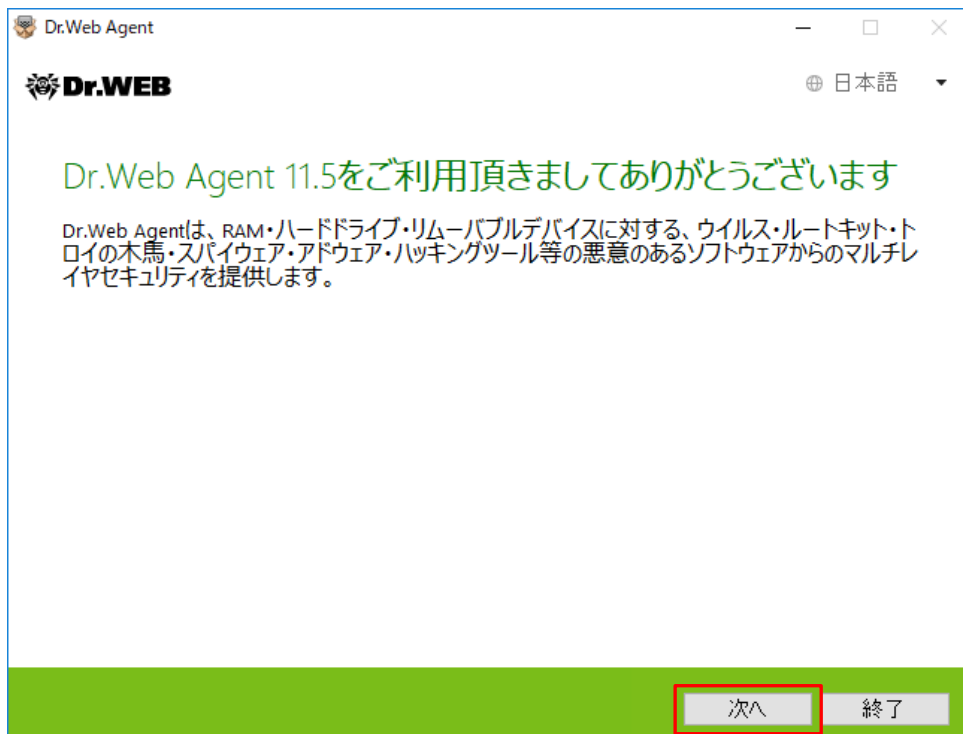 Dr.Web Agent
Dr.WEB
日本語
Dr.Web Agent 11.5をご利用頂きましてありがとうございます
Dr.Web Agentは、RAM・ハードドライブ・リムーバブルデバイスに対する、ウイルス・ルートキット・ト
ロイの木馬・スパイウェア・アドウェア・ハッキングツール等の悪意のあるソフトウェアからのマルチレ
イヤセキュリティを提供します。
次へ
終了